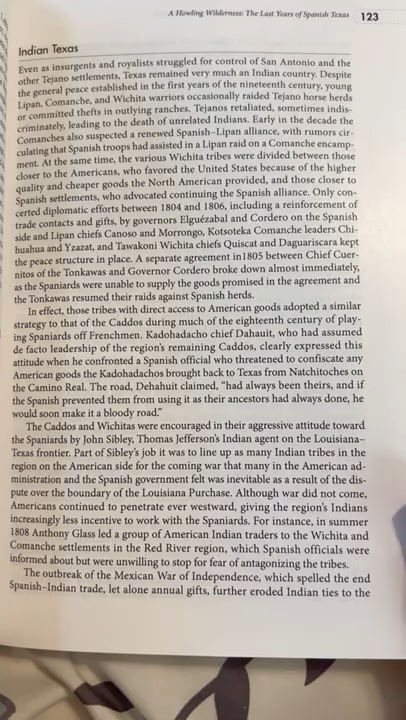 A Howling Wilderness: The Last Years of Spanish Texas 123
Indian Texas
Even as insurgents and royalists struggled for control of San Antonio and the
other Tejano settlements, Texas remained very much an Indian country. Despite
the general peace established in the first years of the nineteenth century, young
Lipan, Comanche, and Wichita warriors occasionally raided Tejano horse herds
or committed thefts in outlying ranches. Tejanos retaliated, sometimes indis-
criminately, leading to the death of unrelated Indians. Early in the decade the
Comanches also suspected a renewed Spanish–Lipan alliance, with rumors cir-
culating that Spanish troops had assisted in a Lipan raid on a Comanche encamp-
ment. At the same time, the various Wichita tribes were divided between those
closer to the Americans, who favored the United States because of the higher
quality and cheaper goods the North American provided, and those closer to
Spanish settlements, who advocated continuing the Spanish alliance. Only con-
certed diplomatic efforts between 1804 and 1806, including a reinforcement of
trade contacts and gifts, by governors Elguézabal and Cordero on the Spanish
side and Lipan chiefs Canoso and Morrongo, Kotsoteka Comanche leaders Chi-
huahua and Yzazat, and Tawakoni Wichita chiefs Quiscat and Daguariscara kept
the peace structure in place. A separate agreement in1805 between Chief Cuer-
nitos of the Tonkawas and Governor Cordero broke down almost immediately,
as the Spaniards were unable to supply the goods promised in the agreement and
the Tonkawas resumed their raids against Spanish herds.
In effect, those tribes with direct access to American goods adopted a similar
strategy to that of the Caddos during much of the eighteenth century of play-
ing Spaniards off Frenchmen. Kadohadacho chief Dahauit, who had assumed
de facto leadership of the region's remaining Caddos, clearly expressed this
attitude when he confronted a Spanish official who threatened to confiscate any
American goods the Kadohadachos brought back to Texas from Natchitoches on
the Camino Real. The road, Dehahuit claimed, "had always been theirs, and if
the Spanish prevented them from using it as their ancestors had always done, he
would soon make it a bloody road."
The Caddos and Wichitas were encouraged in their aggressive attitude toward
the Spaniards by John Sibley, Thomas Jefferson's Indian agent on the Louisiana–
Texas frontier. Part of Sibley's job it was to line up as many Indian tribes in the
region on the American side for the coming war that many in the American ad-
ministration and the Spanish government felt was inevitable as a result of the dis-
pute over the boundary of the Louisiana Purchase. Although war did not come,
Americans continued to penetrate ever westward, giving the region's Indians
increasingly less incentive to work with the Spaniards. For instance, in summer
1808 Anthony Glass led a group of American Indian traders to the Wichita and
Comanche settlements in the Red River region, which Spanish officials were
informed about but were unwilling to stop for fear of antagonizing the tribes.
The outbreak of the Mexican War of Independence, which spelled the end
Spanish–Indian trade, let alone annual gifts, further eroded Indian ties to the